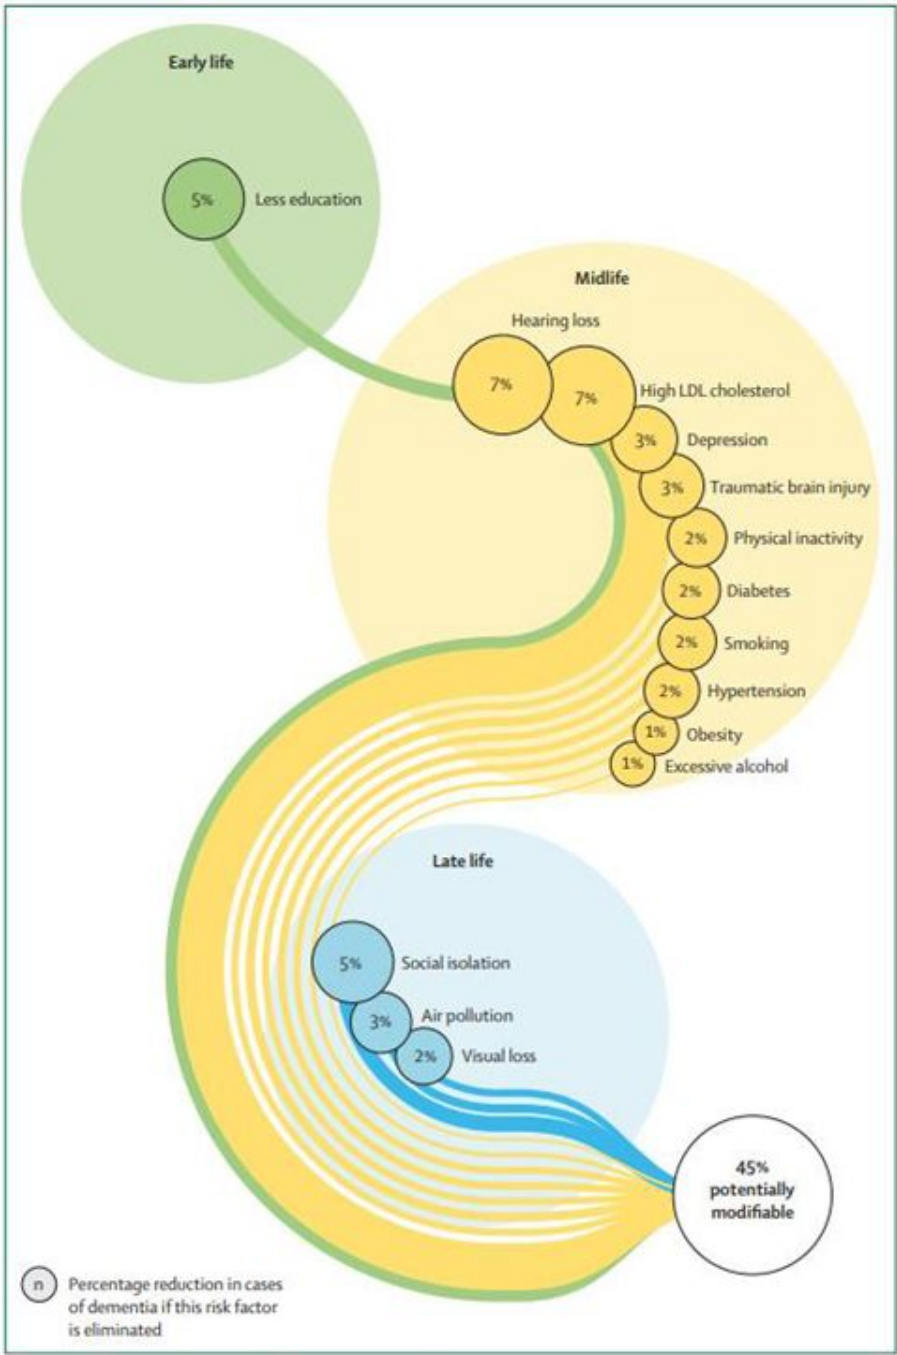 Early life
5% Less education
Midlife
Hearing loss
7%
7% High LDL cholesterol
3% Depression
3% Traumatic brain injury
2% Physical inactivity
2% Diabetes
2% Smoking
2% Hypertension
1% Obesity
1% Excessive alcohol
Late life
5% Social isolation
3% Air pollution
2% Visual loss
45%
potentially
modifiable
n Percentage reduction in cases
of dementia if this risk factor
is eliminated